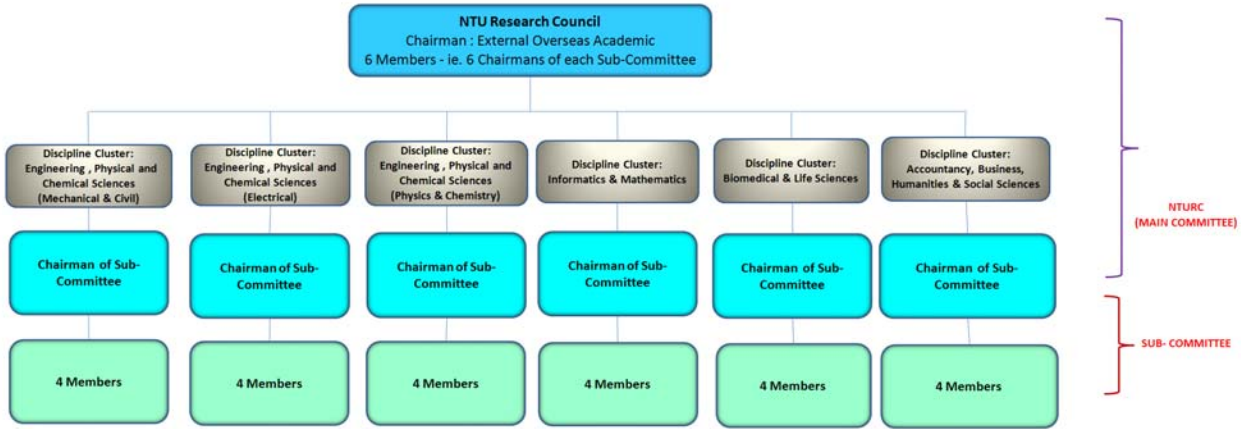 NTU Research Council
Chairman : External Overseas Academic
6 Members - ie. 6 Chairmans of each Sub-Committee
Discipline Cluster:
Engineering , Physical and
Chemical Sciences
(Mechanical & Civil)
Discipline Cluster:
Engineering , Physical and
Chemical Sciences
(Electrical)
Discipline Cluster:
Engineering , Physical and
Chemical Sciences
(Physics & Chemistry)
Discipline Cluster:
Informatics & Mathematics
Discipline Cluster:
Biomedical & Life Sciences
Discipline Cluster:
Accountancy, Business,
Humanities & Social Sciences
NTURC
(MAIN COMMITTEE)
Chairman of Sub-
Committee
Chairman of Sub-
Committee
Chairman of Sub-
Committee
Chairman of Sub-
Committee
Chairman of Sub-
Committee
Chairman of Sub-
Committee
SUB- COMMITTEE
4 Members
4 Members
4 Members
4 Members
4 Members
4 Members